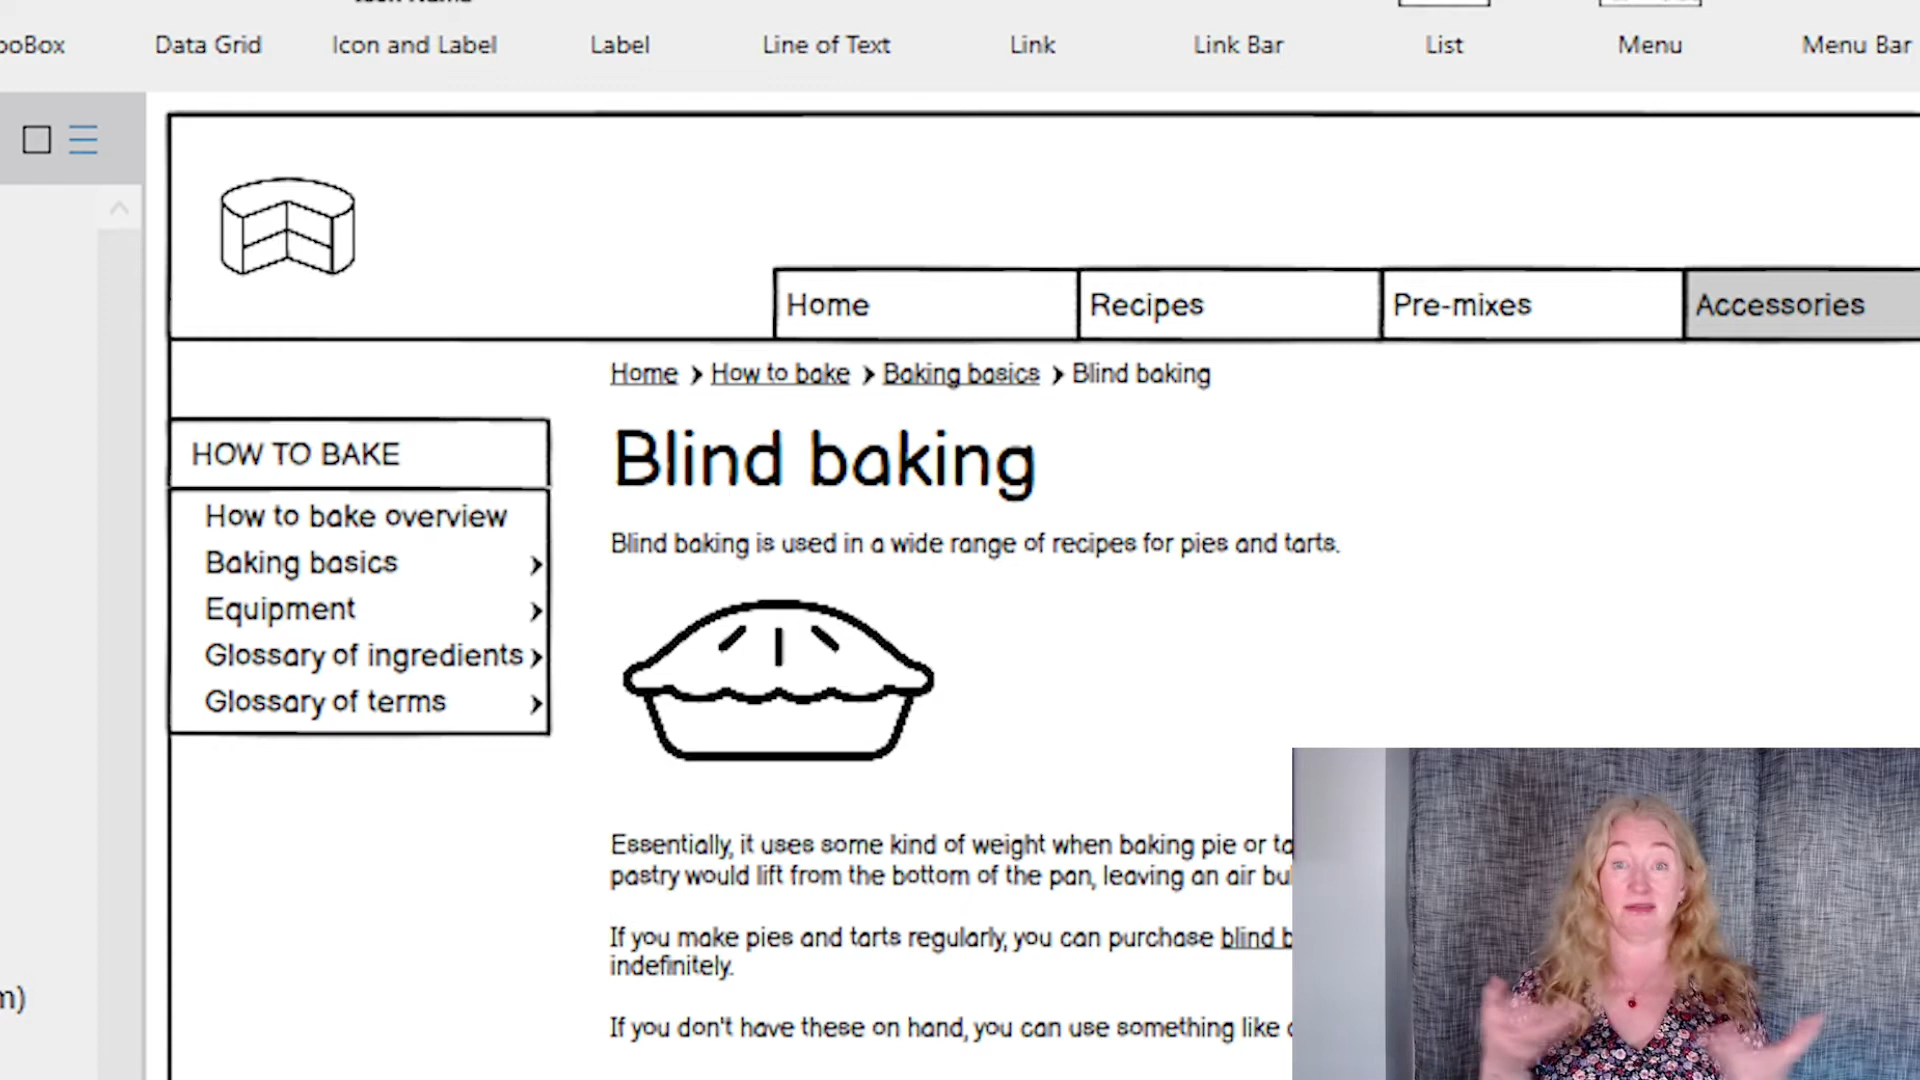 Data Grid Icon and Label Label Line of Text Link Link Bar List Menu Menu Bar
Home Recipes Pre-mixes Accessories
Home > How to bake > Baking basics > Blind baking
HOW TO BAKE
How to bake overview
Baking basics >
Equipment >
Glossary of ingredients >
Glossary of terms >
Blind baking
Blind baking is used in a wide range of recipes for pies and tarts.
Essentially, it uses some kind of weight when baking pie or
pastry would lift from the bottom of the pan, leaving an air
If you make pies and tarts regularly, you can purchase blind
indefinitely.
If you don't have these on hand, you can use something like